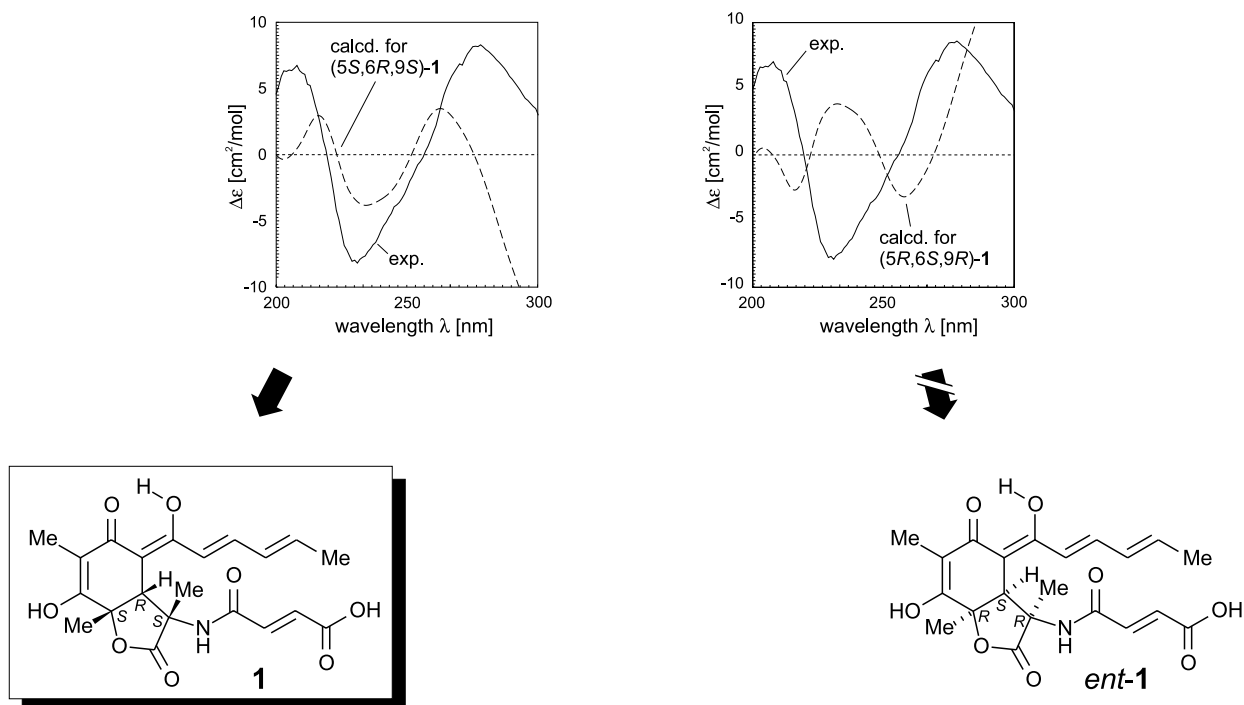 10
5
0
-5
-10
200
250
300
Δε [cm²/mol]
wavelength λ [nm]
calcd. for
(5S,6R,9S)-1
exp.
10
5
0
-5
-10
200
250
300
Δε [cm²/mol]
wavelength λ [nm]
exp.
calcd. for
(5R,6S,9R)-1
H
O
O
Me
Me
HO
H
Me
R
S
S
Me
O
O
N
H
O
OH
O
1
H
O
O
Me
Me
HO
H
Me
S
R
R
Me
O
O
N
H
O
OH
O
ent-1